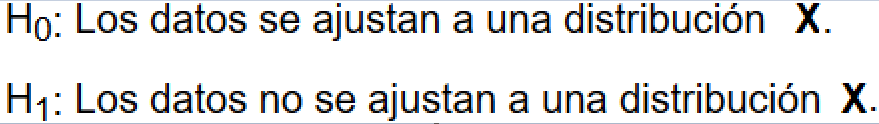 H₀: Los datos se ajustan a una distribución X.
H₁: Los datos no se ajustan a una distribución X.